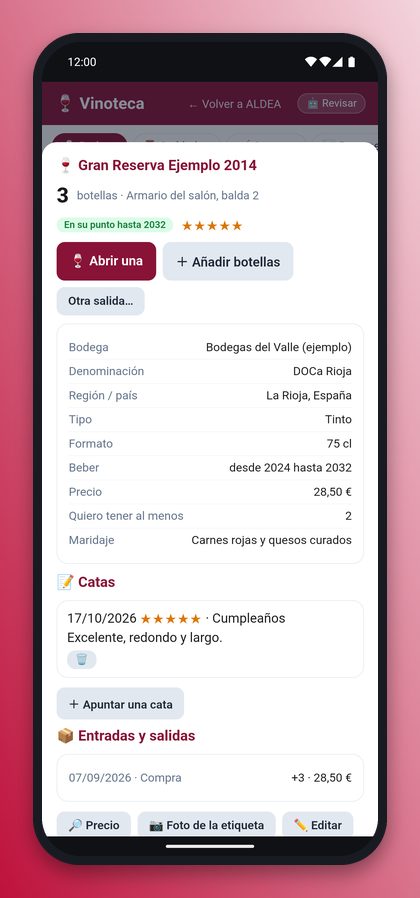 12:00
Vinoteca
← Volver a ALDEA
Revisar
Gran Reserva Ejemplo 2014
3 botellas · Armario del salón, balda 2
En su punto hasta 2032 ★★★★★
Abrir una
+ Añadir botellas
Otra salida…
Bodega Bodegas del Valle (ejemplo)
Denominación DOCa Rioja
Región / país La Rioja, España
Tipo Tinto
Formato 75 cl
Beber desde 2024 hasta 2032
Precio 28,50 €
Quiero tener al menos 2
Maridaje Carnes rojas y quesos curados
Catas
17/10/2026 ★★★★★ · Cumpleaños
Excelente, redondo y largo.
+ Apuntar una cata
Entradas y salidas
07/09/2026 · Compra +3 · 28,50 €
Precio
Foto de la etiqueta
Editar